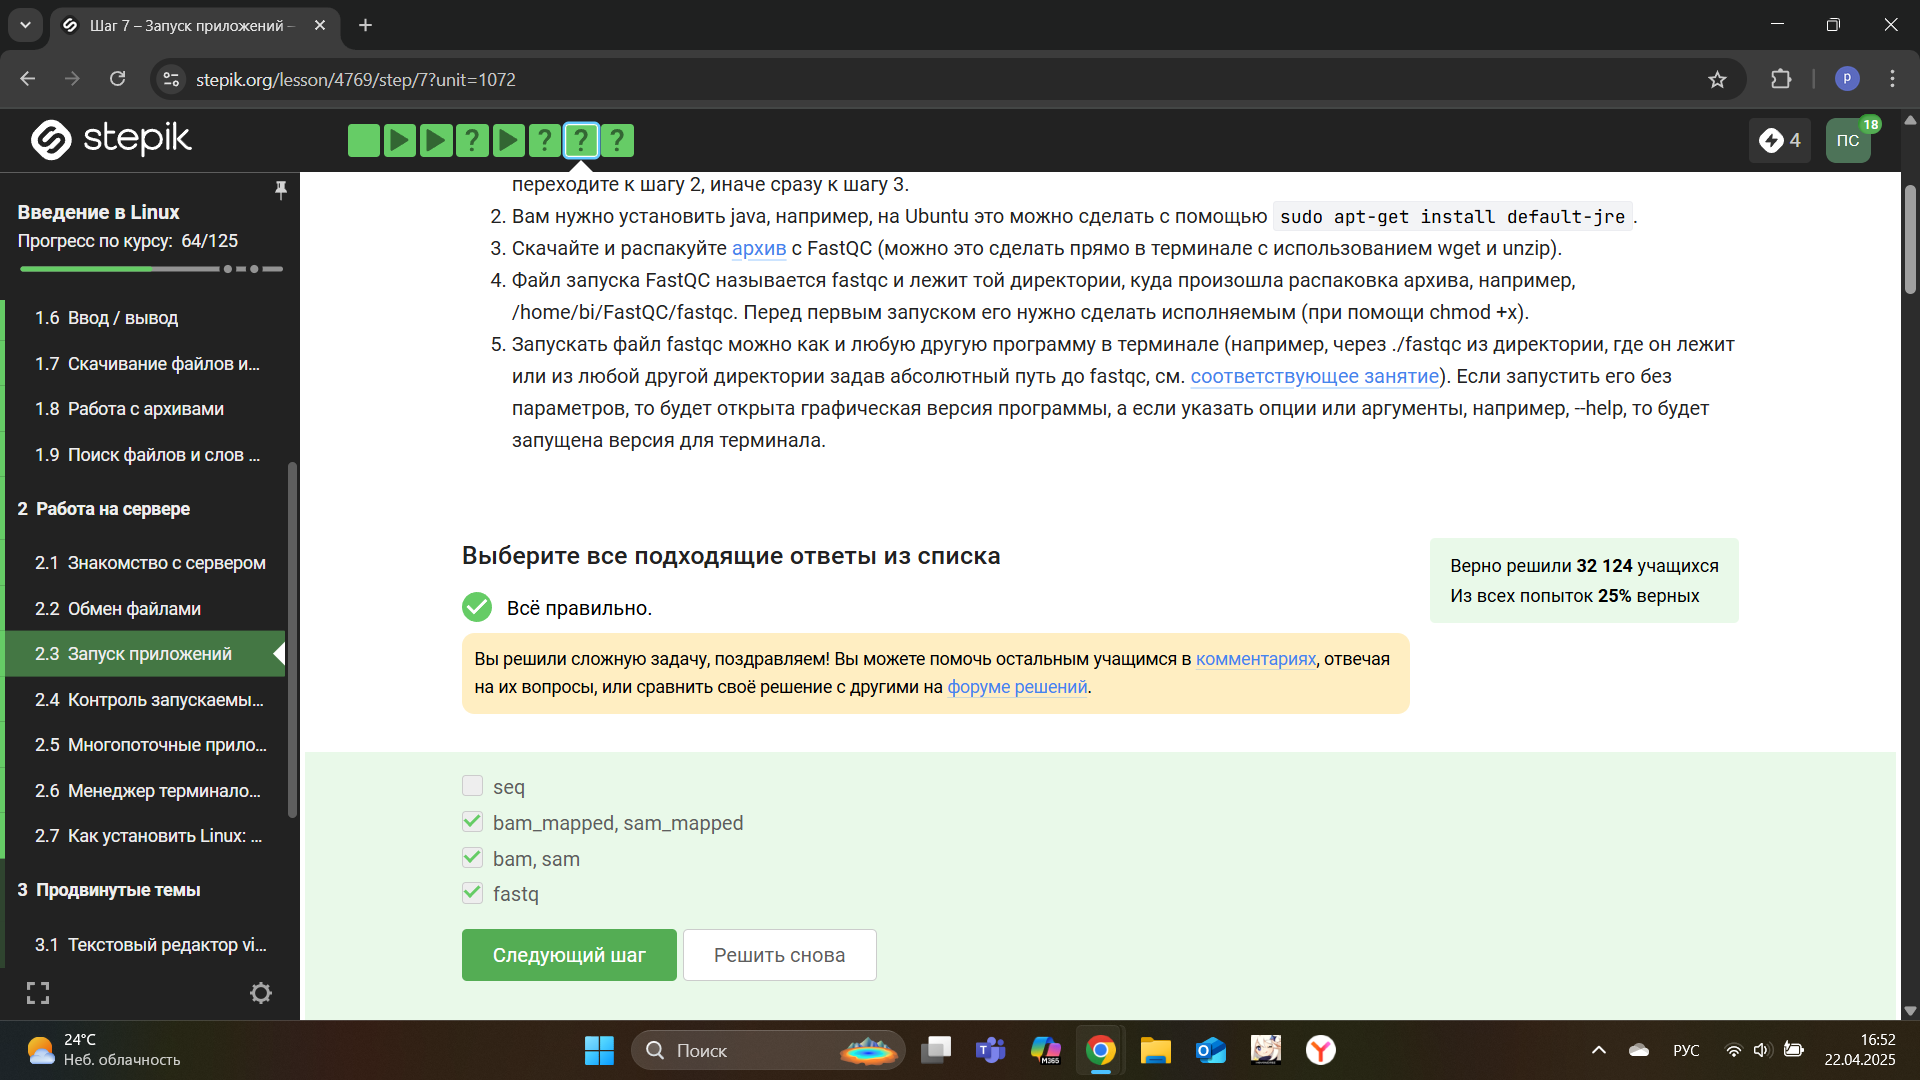 Шаг 7 – Запуск приложений –
stepik.org/lesson/4769/step/7?unit=1072
P
stepik
?
?
?
?
4
ПС
18
Введение в Linux
Прогресс по курсу: 64/125
1.6 Ввод / вывод
1.7 Скачивание файлов и...
1.8 Работа с архивами
1.9 Поиск файлов и слов ...
2 Работа на сервере
2.1 Знакомство с сервером
2.2 Обмен файлами
2.3 Запуск приложений
2.4 Контроль запускаемы...
2.5 Многопоточные прило...
2.6 Менеджер терминало...
2.7 Как установить Linux: ...
3 Продвинутые темы
3.1 Текстовый редактор vi...
переходите к шагу 2, иначе сразу к шагу 3.
2. Вам нужно установить java, например, на Ubuntu это можно сделать с помощью sudo apt-get install default-jre .
3. Скачайте и распакуйте архив с FastQC (можно это сделать прямо в терминале с использованием wget и unzip).
4. Файл запуска FastQC называется fastqc и лежит той директории, куда произошла распаковка архива, например,
/home/bi/FastQC/fastqc. Перед первым запуском его нужно сделать исполняемым (при помощи chmod +x).
5. Запускать файл fastqc можно как и любую другую программу в терминале (например, через ./fastqc из директории, где он лежит
или из любой другой директории задав абсолютный путь до fastqc, см. соответствующее занятие). Если запустить его без
параметров, то будет открыта графическая версия программы, а если указать опции или аргументы, например, --help, то будет
запущена версия для терминала.
Выберите все подходящие ответы из списка
Верно решили 32 124 учащихся
Из всех попыток 25% верных
Всё правильно.
Вы решили сложную задачу, поздравляем! Вы можете помочь остальным учащимся в комментариях, отвечая
на их вопросы, или сравнить своё решение с другими на форуме решений.
seq
bam_mapped, sam_mapped
bam, sam
fastq
Следующий шаг
Решить снова
24°C
Неб. облачность
Поиск
M365
РУС
16:52
22.04.2025